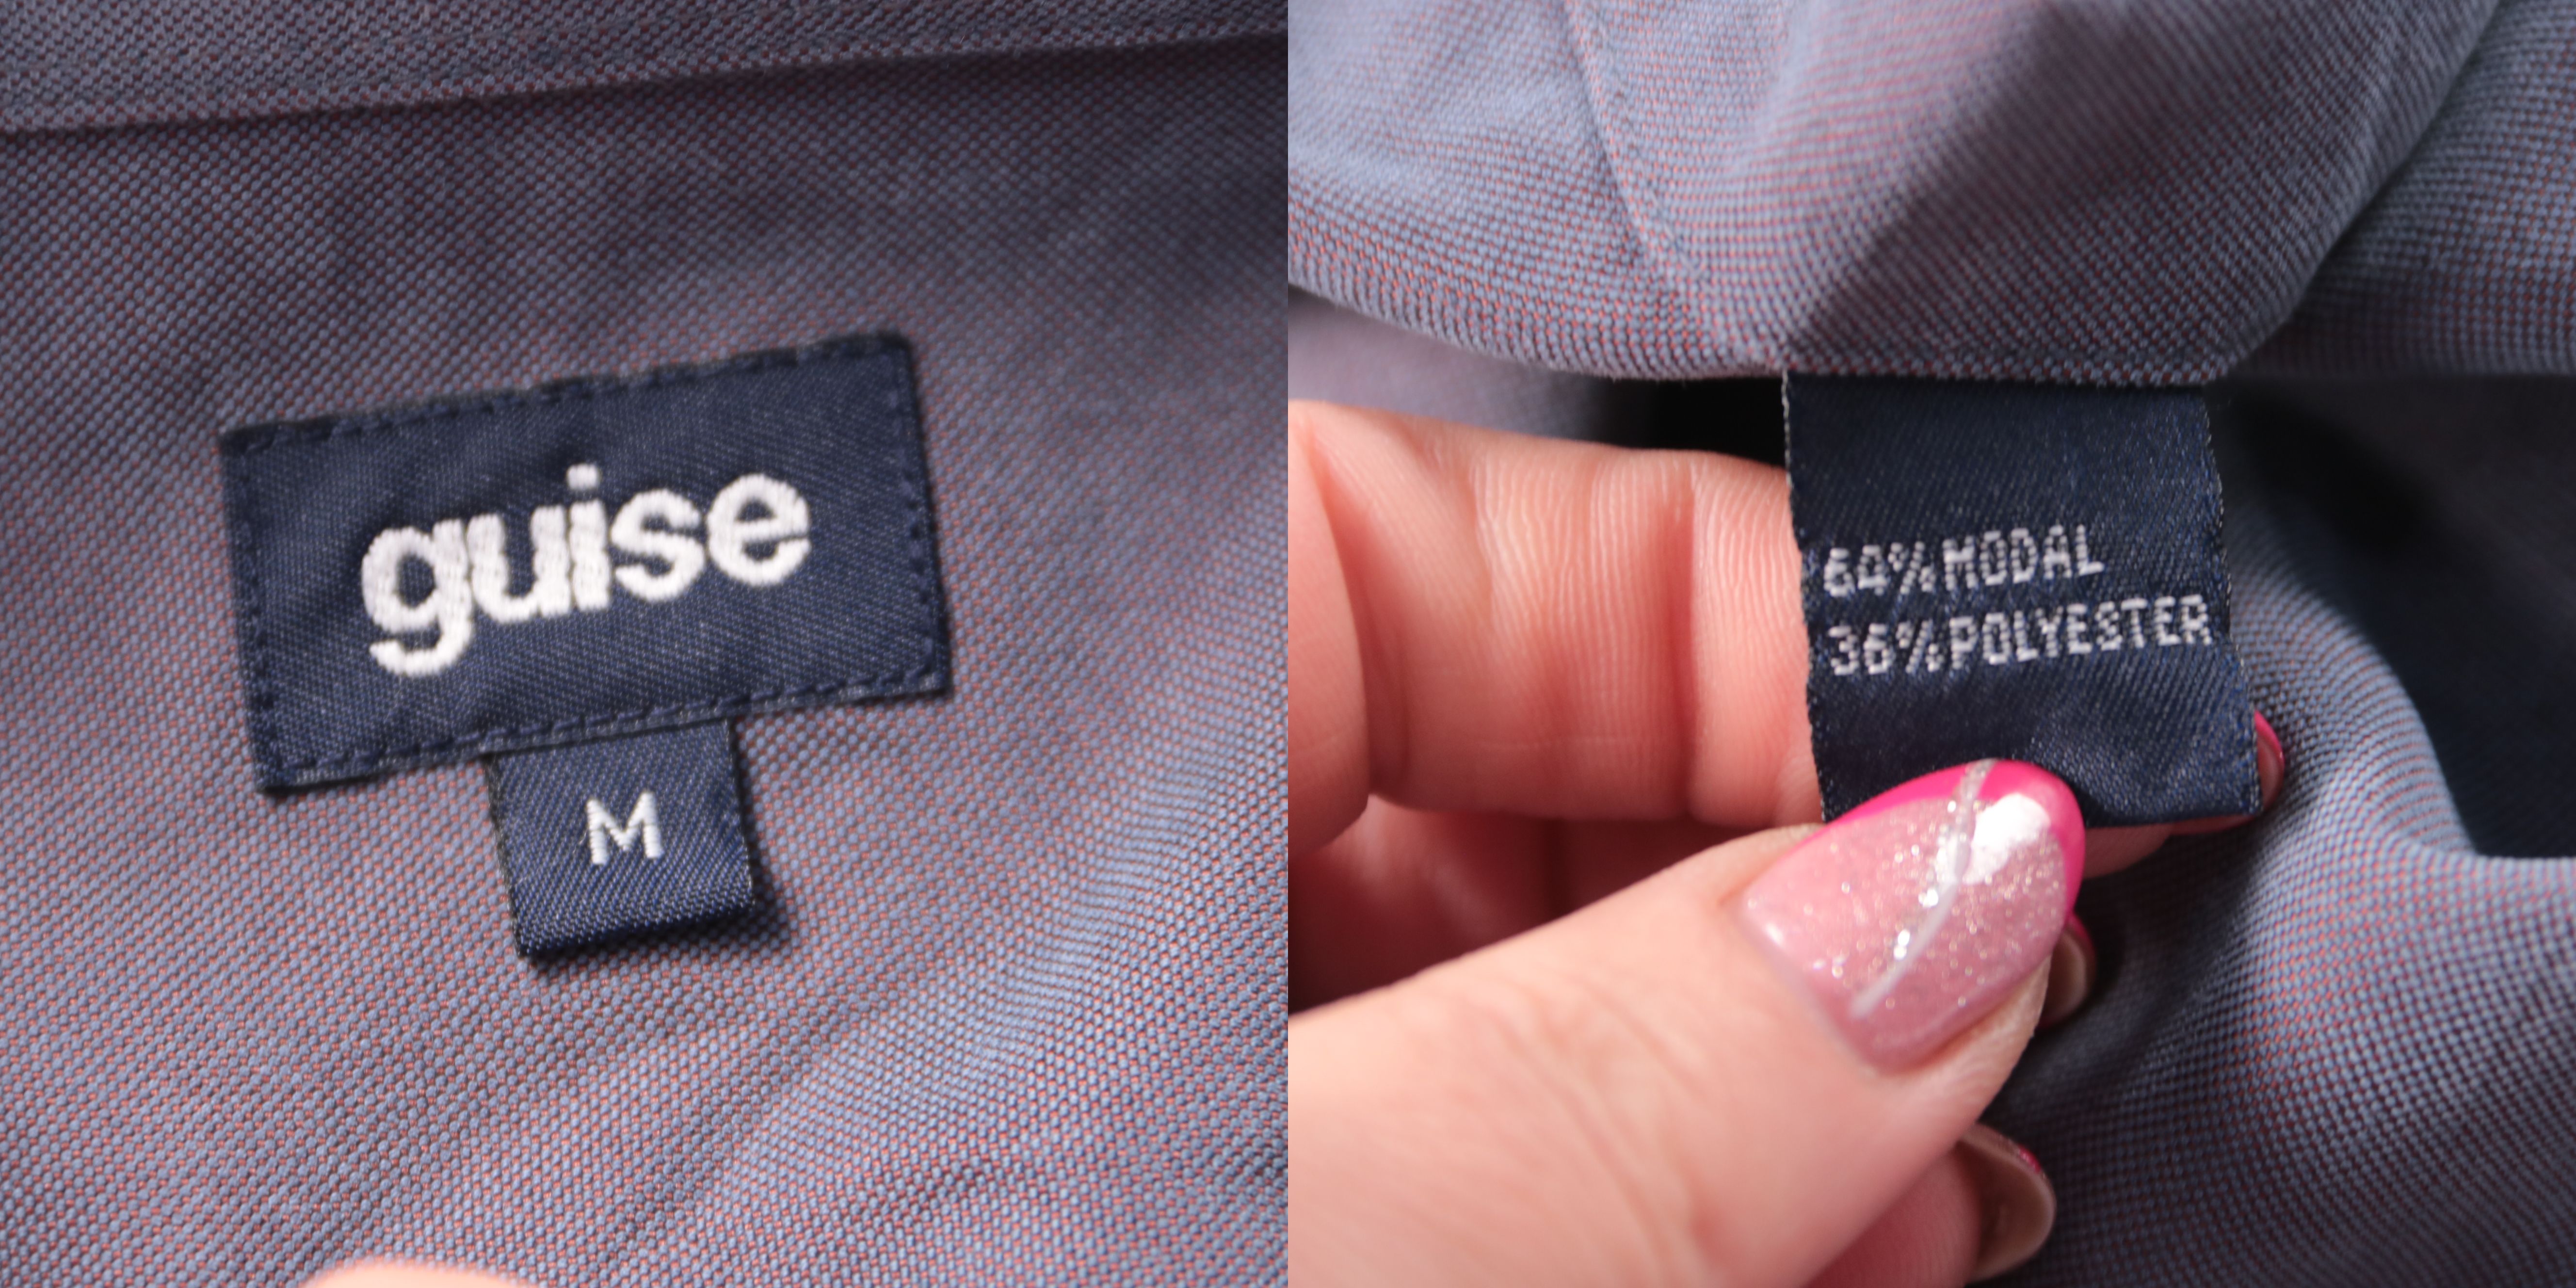 guise
M
64% MODAL
36% POLYESTER